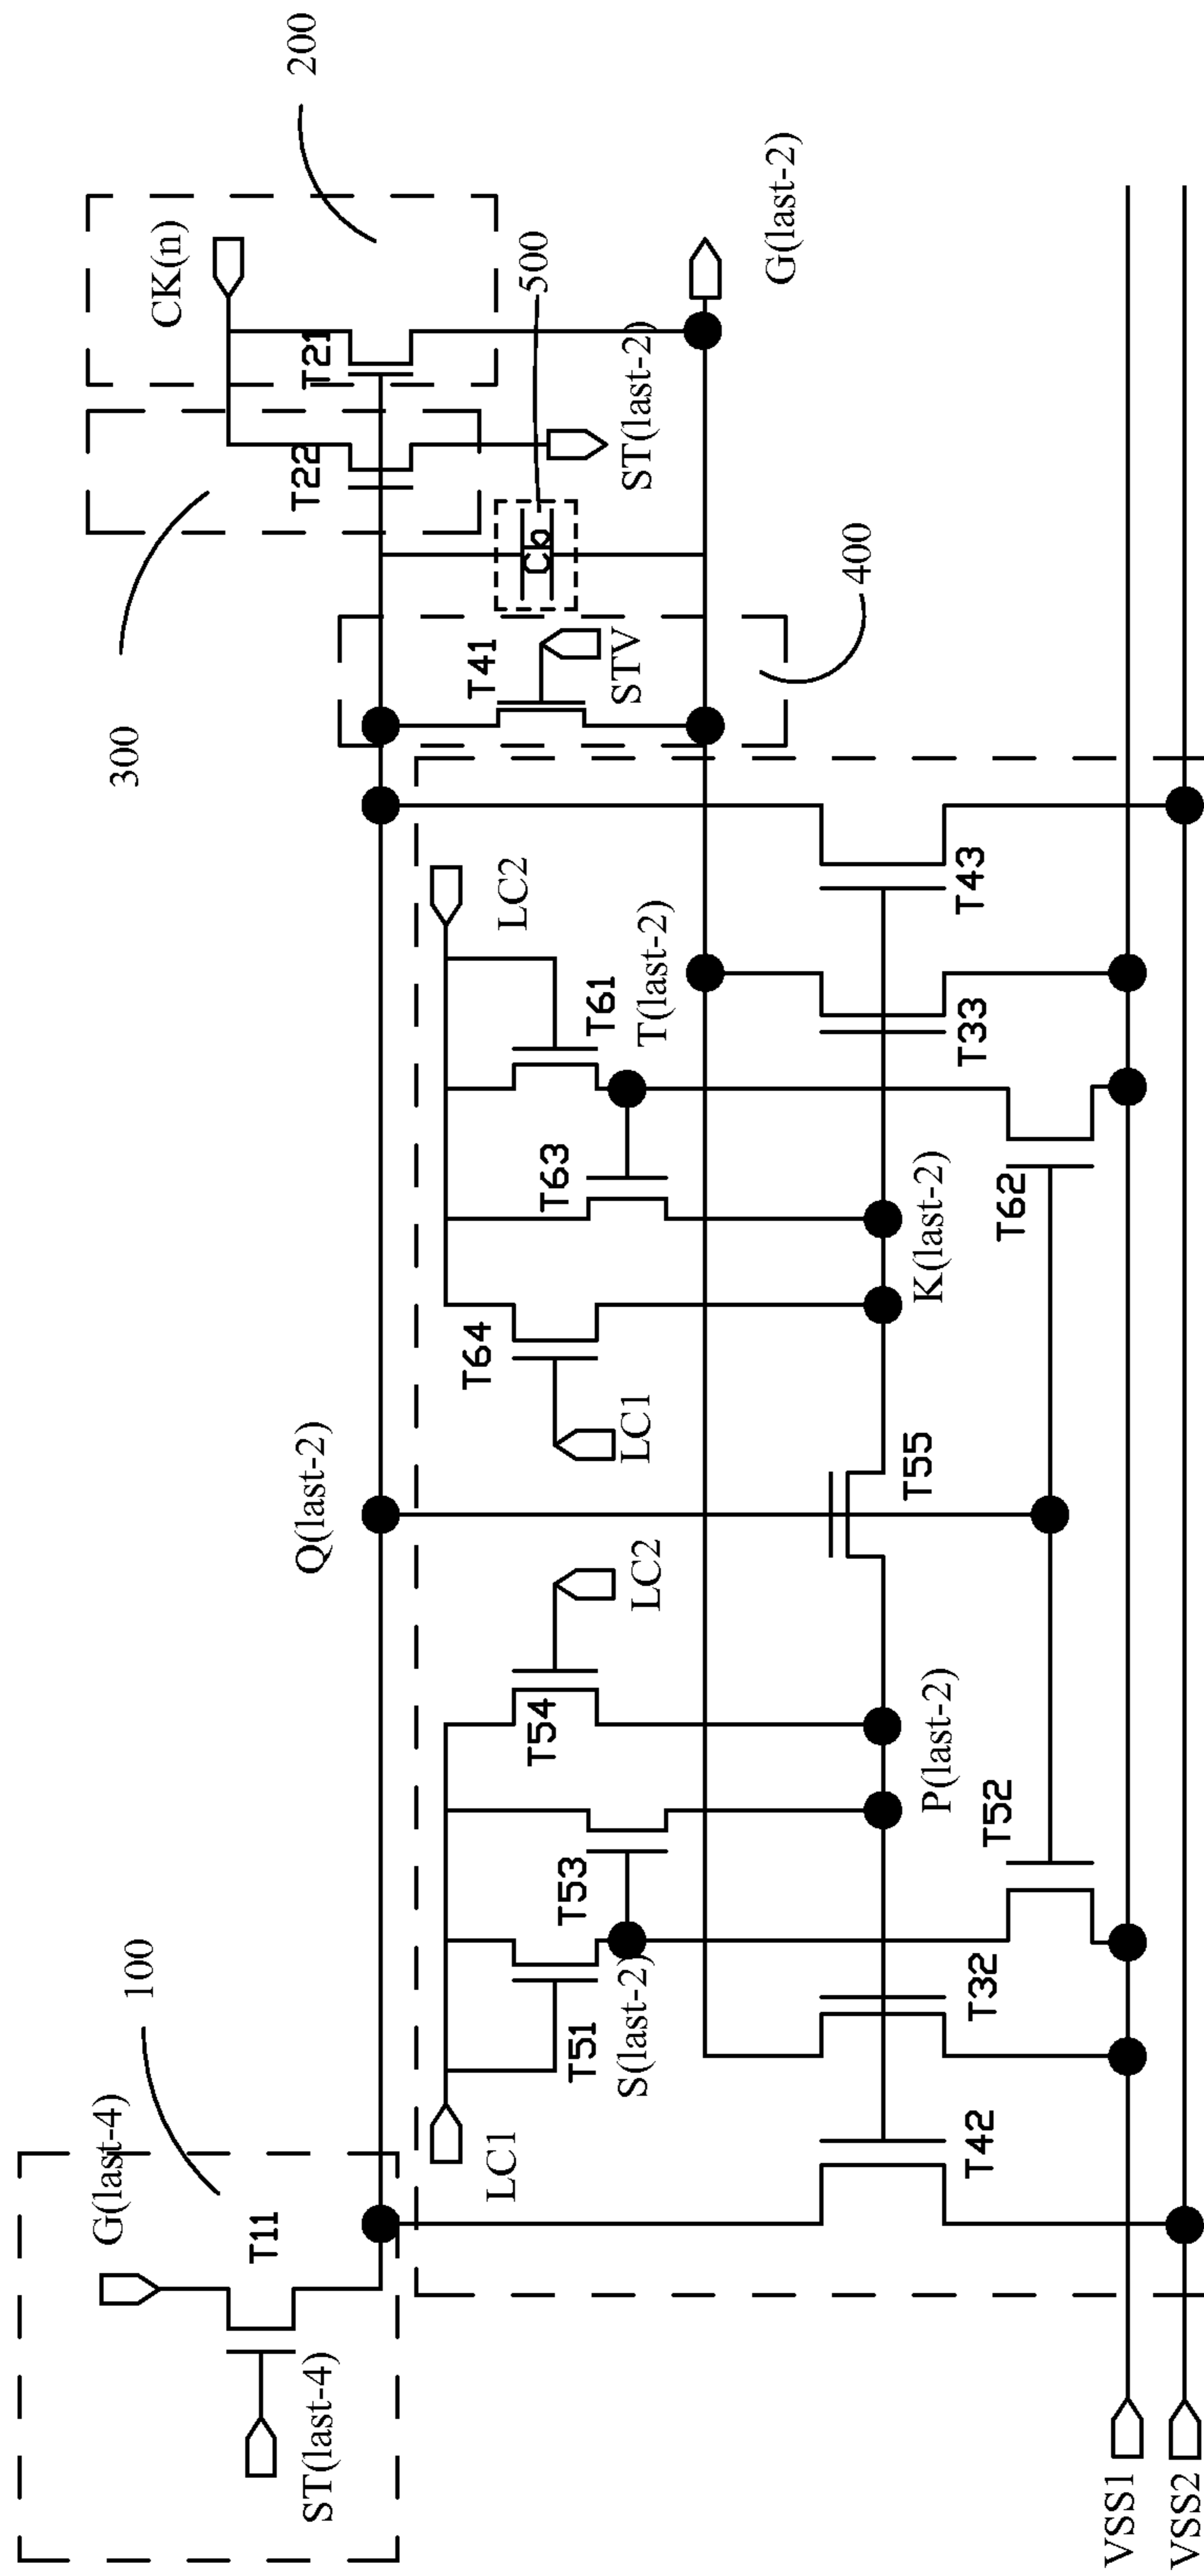 G(last-4)
100
T11
ST(last-4)
Q(last-2)
300
200
CK(n)
T22
T21
500
Cb
ST(last-2)
G(last-2)
T41
STV
400
LC1
T51
S(last-2)
T53
T54
LC2
LC1
T64
T63
T61
T(last-2)
LC2
T42
T32
P(last-2)
T52
T55
K(last-2)
T62
T33
T43
VSS1
VSS2